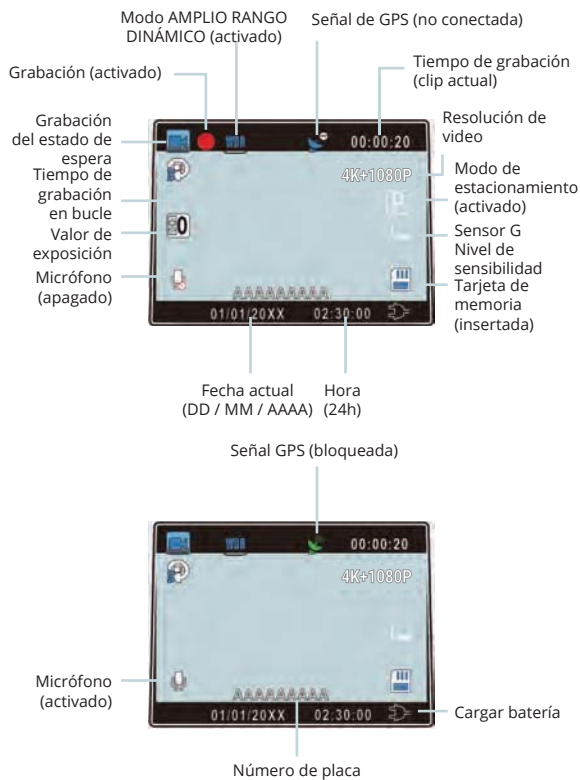 Modo AMPLIO RANGO
DINÁMICO (activado)
Señal de GPS (no conectada)
Grabación (activado)
Tiempo de grabación
(clip actual)
Grabación
del estado de
espera
Resolución de
video
Tiempo de
grabación
en bucle
Modo de
estacionamiento
(activado)
Valor de
exposición
Sensor G
Nivel de
sensibilidad
Micrófono
(apagado)
Tarjeta de
memoria
(insertada)
00:00:20
4K+1080P
0
AAAAAAAAA
01/01/20XX 02:30:00
Fecha actual
(DD / MM / AAAA)
Hora
(24h)
Señal GPS (bloqueada)
00:00:20
4K+1080P
Micrófono
(activado)
AAAAAAAAA
01/01/20XX 02:30:00
Cargar batería
Número de placa